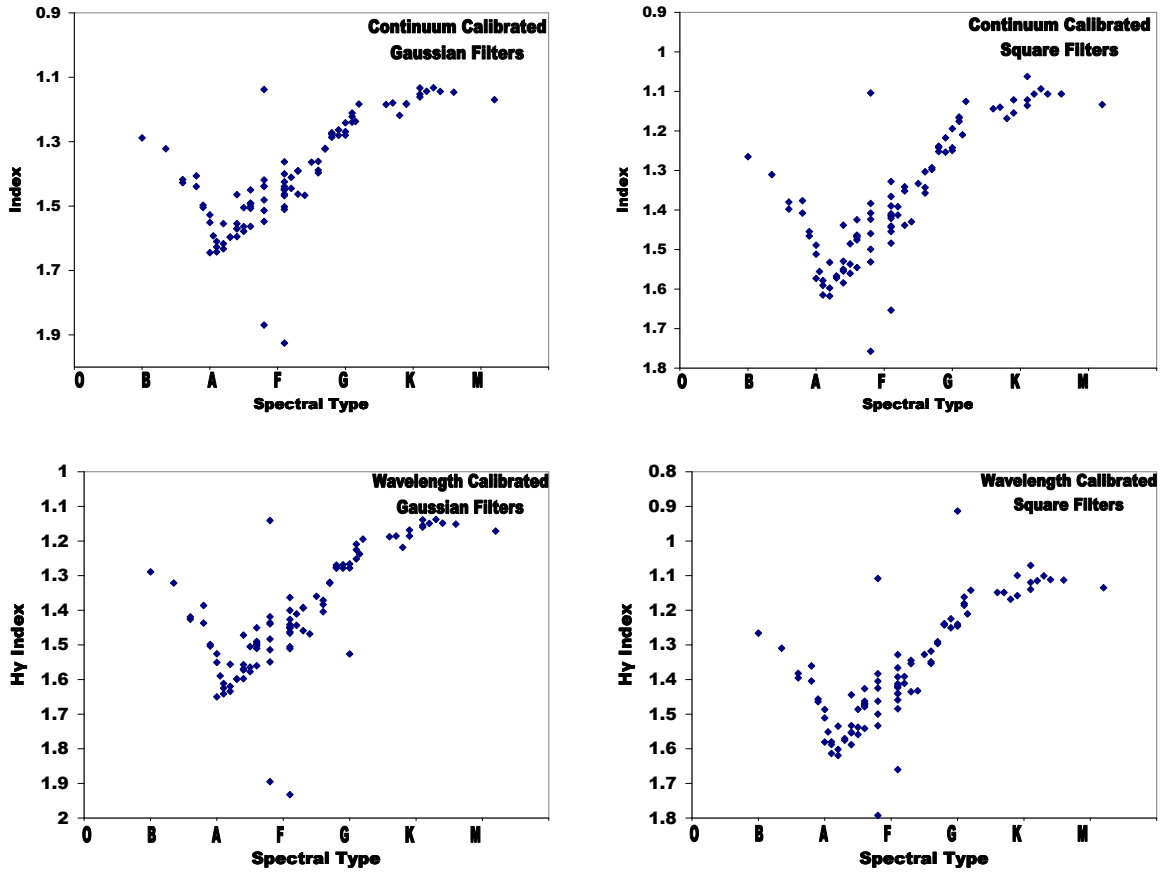 Continuum Calibrated
Gaussian Filters
0.9
1.1
1.3
1.5
1.7
1.9
Index
O B A F G K M
Spectral Type
Continuum Calibrated
Square Filters
0.9
1
1.1
1.2
1.3
1.4
1.5
1.6
1.7
1.8
Index
O B A F G K M
Spectral Type
Wavelength Calibrated
Gaussian Filters
1
1.1
1.2
1.3
1.4
1.5
1.6
1.7
1.8
1.9
2
Hγ Index
O B A F G K M
Spectral Type
Wavelength Calibrated
Square Filters
0.8
0.9
1
1.1
1.2
1.3
1.4
1.5
1.6
1.7
1.8
Hγ Index
O B A F G K M
Spectral Type